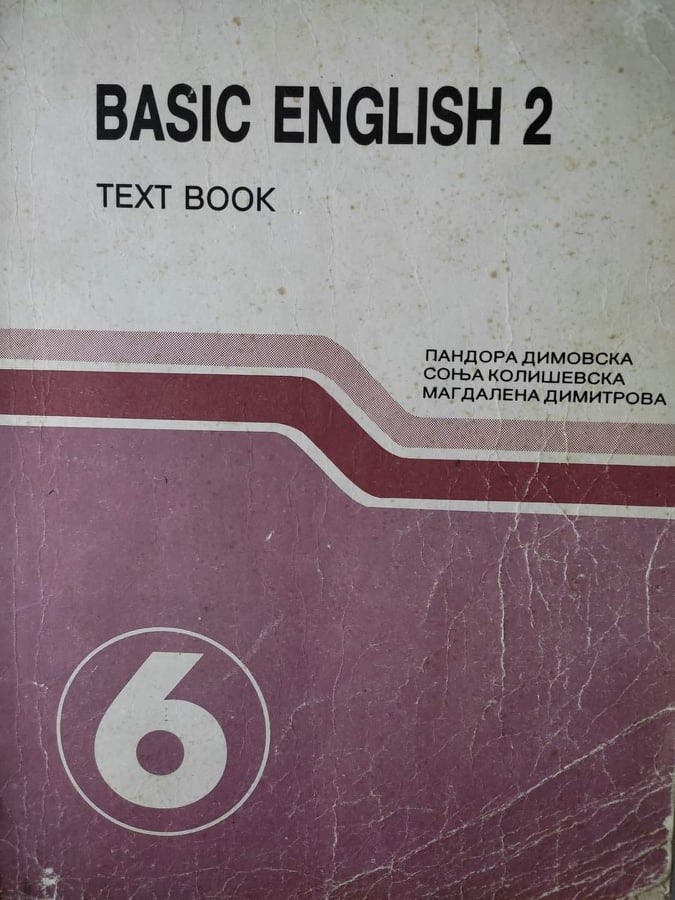 BASIC ENGLISH 2
TEXT BOOK
ПАНДОРА ДИМОВСКА
СОЊА КОЛИШЕВСКА
МАГДАЛЕНА ДИМИТРОВА
6